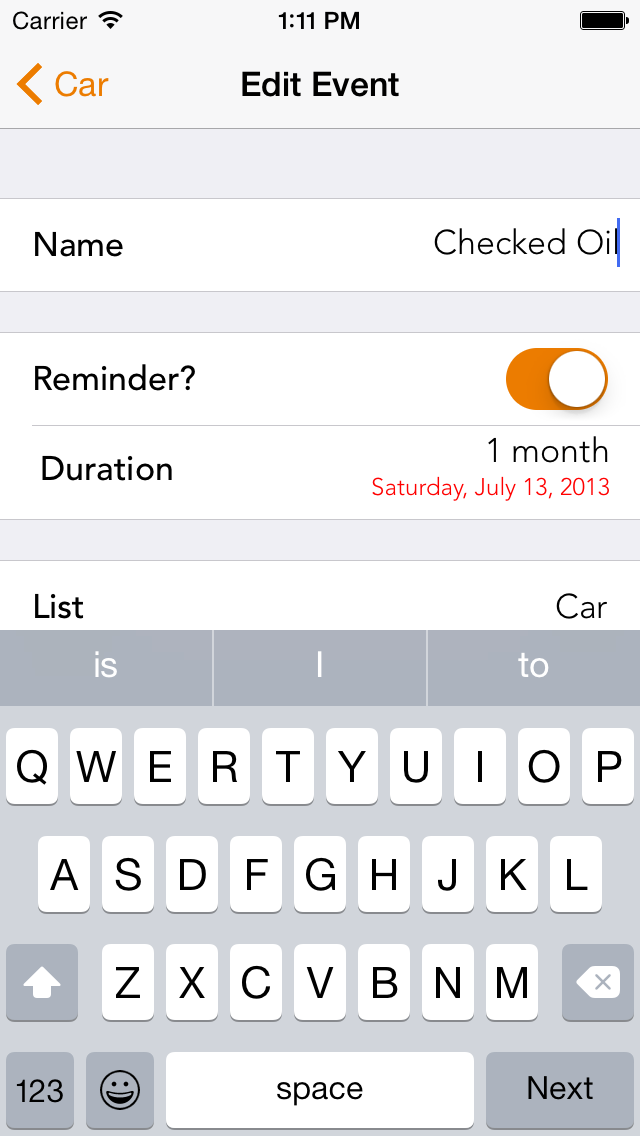 Carrier 1:11 PM
Car Edit Event
Name Checked Oil
Reminder?
Duration 1 month
Saturday, July 13, 2013
List Car
is I to
Q W E R T Y U I O P
A S D F G H J K L
Z X C V B N M
123 space Next